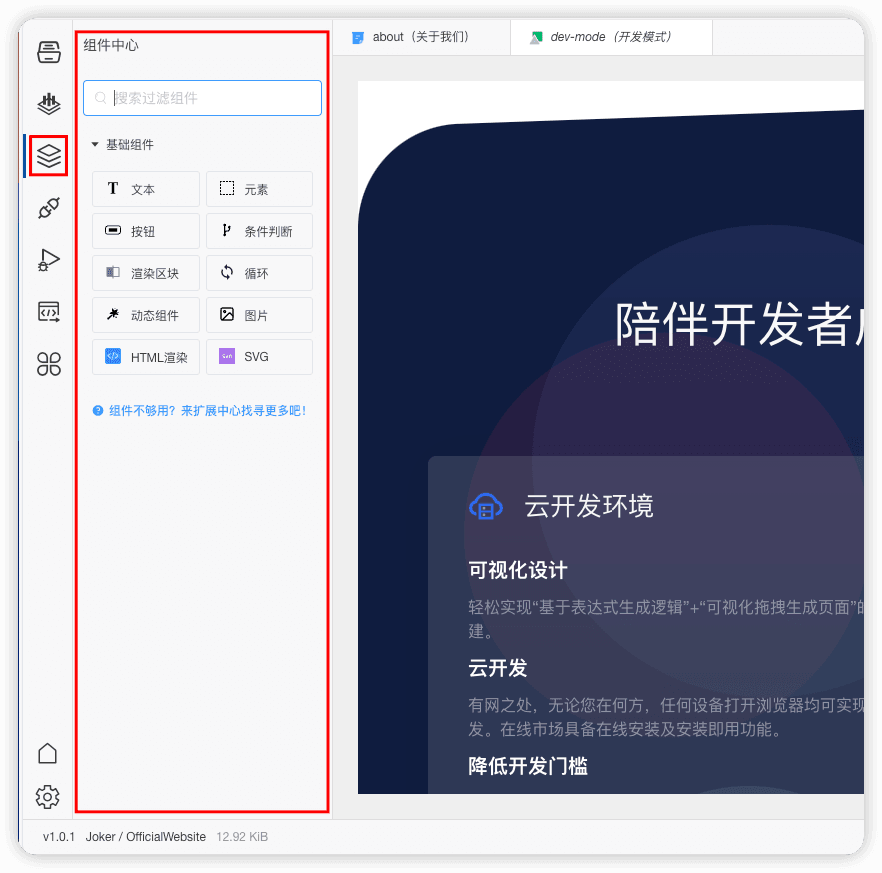 组件中心
about（关于我们）
dev-mode（开发模式）
搜索过滤组件
基础组件
T 文本
元素
按钮
条件判断
渲染区块
循环
动态组件
图片
HTML渲染
SVG
组件不够用？来扩展中心找寻更多吧！
陪伴开发者
云开发环境
可视化设计
轻松实现“基于表达式生成逻辑”+“可视化拖拽生成页面”的
建。
云开发
有网之处，无论您在何方，任何设备打开浏览器均可实现
发。在线市场具备在线安装及安装即用功能。
降低开发门槛
v1.0.1 Joker / OfficialWebsite 12.92 KiB